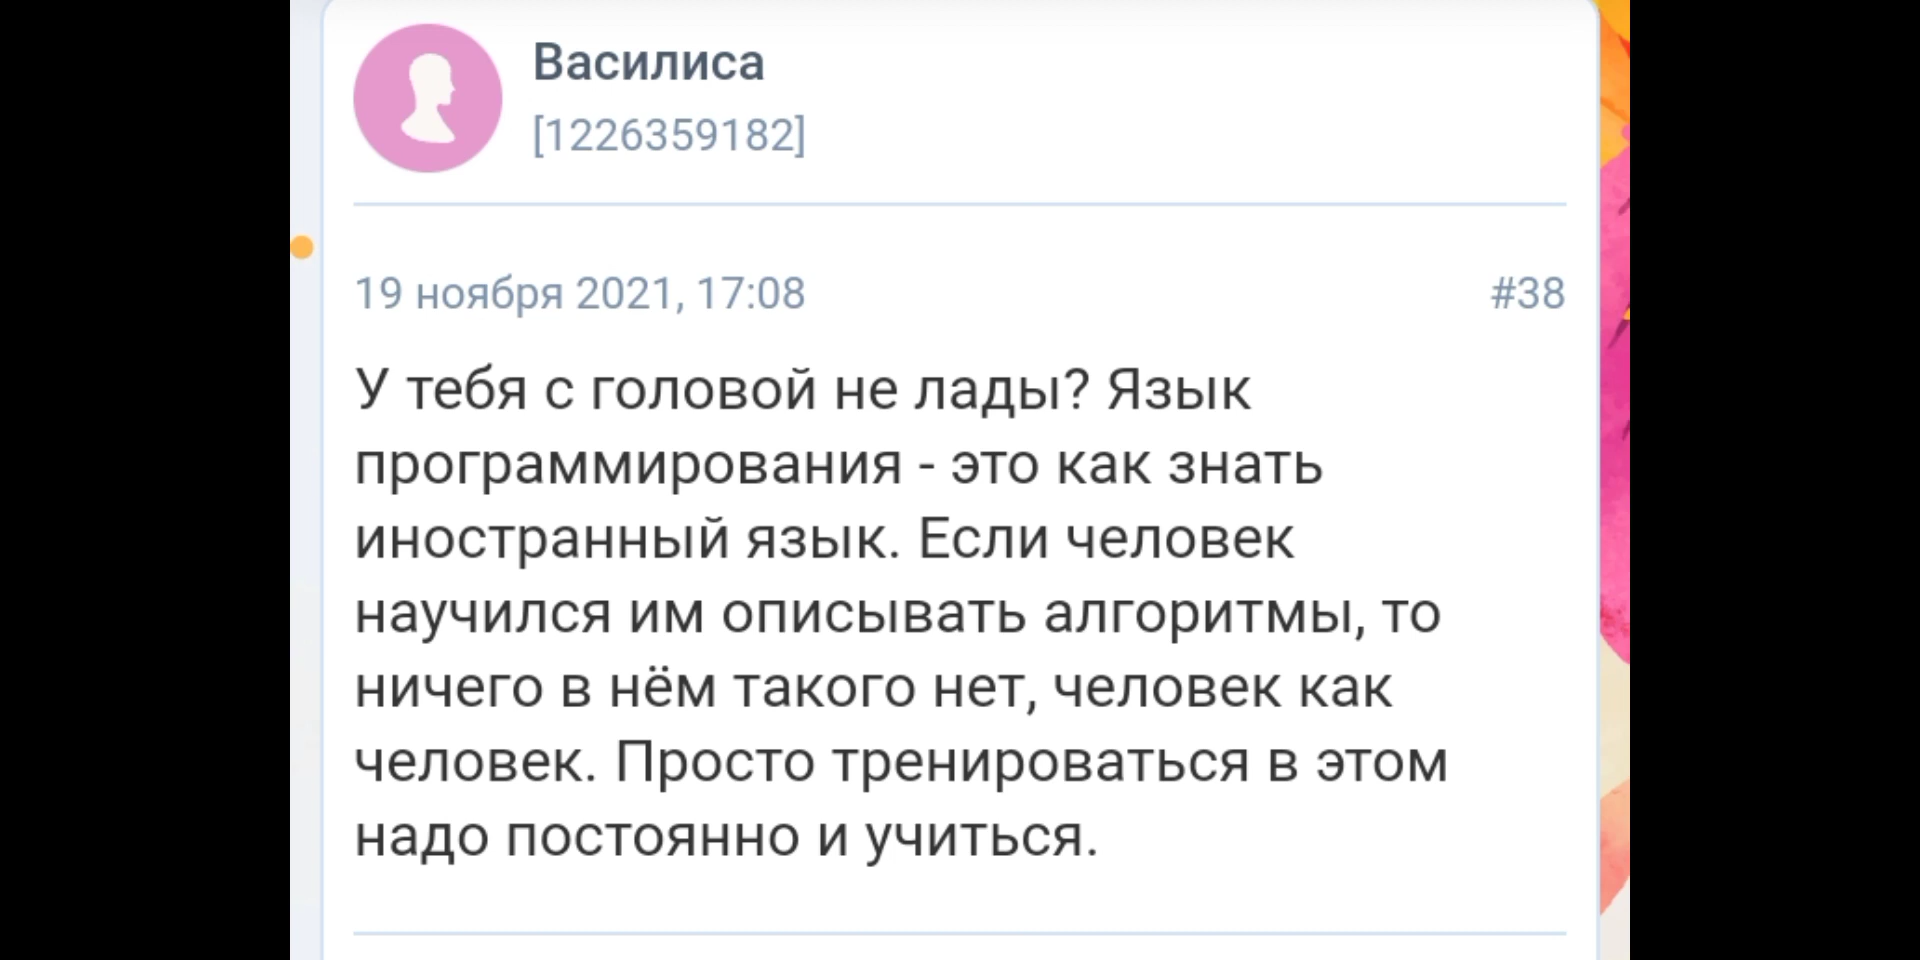 Василиса
[1226359182]
19 ноября 2021, 17:08
#38
У тебя с головой не лады? Язык
программирования - это как знать
иностранный язык. Если человек
научился им описывать алгоритмы, то
ничего в нём такого нет, человек как
человек. Просто тренироваться в этом
надо постоянно и учиться.